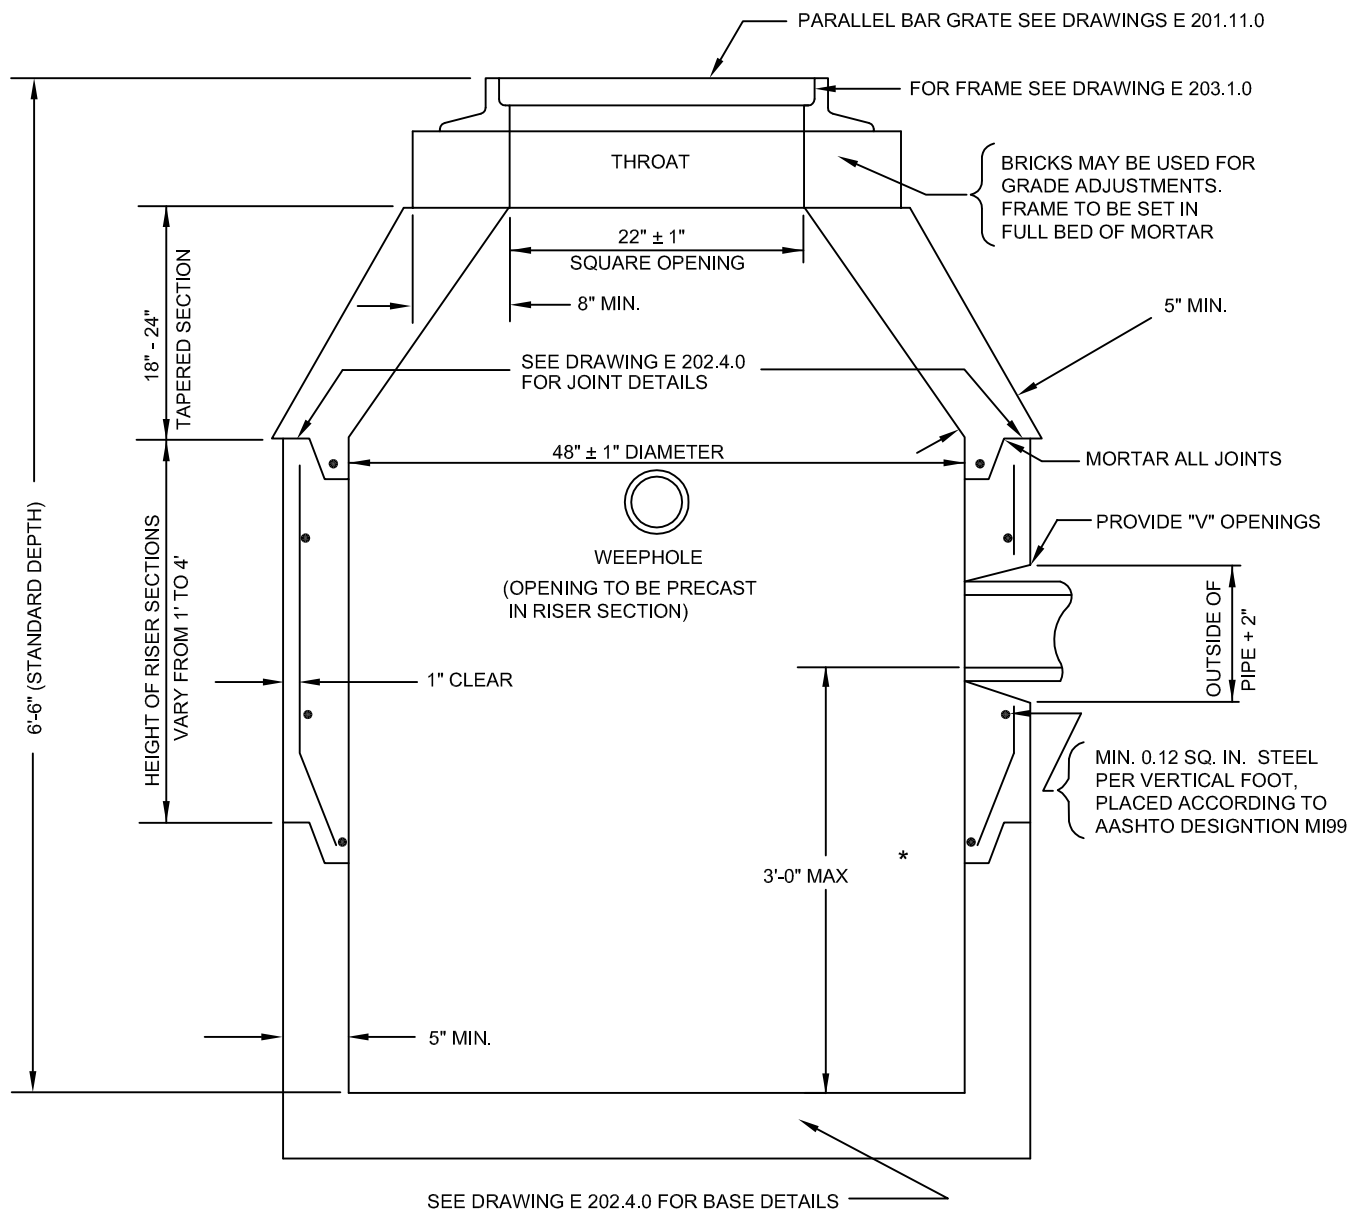 PARALLEL BAR GRATE SEE DRAWINGS E 201.11.0
FOR FRAME SEE DRAWING E 203.1.0
THROAT
BRICKS MAY BE USED FOR
GRADE ADJUSTMENTS.
FRAME TO BE SET IN
FULL BED OF MORTAR
22" ± 1"
SQUARE OPENING
8" MIN.
5" MIN.
18" - 24"
TAPERED SECTION
SEE DRAWING E 202.4.0
FOR JOINT DETAILS
48" ± 1" DIAMETER
MORTAR ALL JOINTS
PROVIDE "V" OPENINGS
WEEPHOLE
(OPENING TO BE PRECAST
IN RISER SECTION)
6'-6" (STANDARD DEPTH)
HEIGHT OF RISER SECTIONS
VARY FROM 1' TO 4'
OUTSIDE OF
PIPE + 2"
1" CLEAR
MIN. 0.12 SQ. IN. STEEL
PER VERTICAL FOOT,
PLACED ACCORDING TO
AASHTO DESIGNTION MI99
*
3'-0" MAX
5" MIN.
SEE DRAWING E 202.4.0 FOR BASE DETAILS